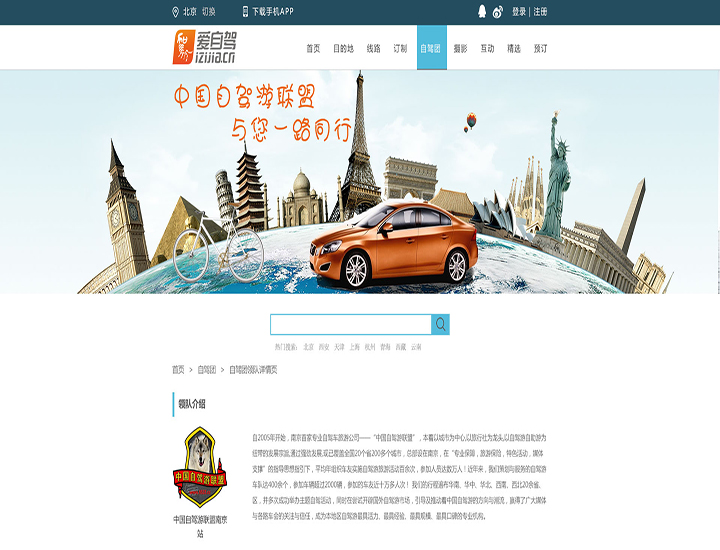 北京 切换 下载手机APP 登录 | 注册
爱自驾
izijia.cn
首页 目的地 线路 订制 自驾团 摄影 互动 精选 预订
中国自驾游联盟
与您一路同行
热门搜索： 北京 西安 天津 上海 杭州 青海 西藏 云南
首页 > 自驾团 > 自驾团领队详情页
领队介绍
中国自驾游联盟
中国自驾游联盟南京
站
自2005年开始，南京首家专业自驾车旅游公司——“中国自驾游联盟”，本着以城市为中心,以旅行社为龙头,以自驾游自助游为
纽带的发展宗旨,通过强信发展,现已覆盖全国20个省200多个城市，总部设在南京，在“专业保障，旅游保险，特色活动，媒体
支撑”的指导思想指引下，平均年组织车友实施自驾游旅游活动百余次，参加人员达数万人！近年来，我们策划与服务的自驾游
车队达400余个，参加车辆超过2000辆，参加的车友近十万多人次！ 我们的行程遍布华南、华中、华北、西南、西北20余省、
区，并多次成功举办主题自驾活动，同时在尝试开辟国外自驾游市场，引导及推动着中国自驾游的方向与潮流，赢得了广大媒体
与各路车会的关注与信任，成为本地区自驾游最具活力、最具经验、最具规模、最具口碑的专业机构。